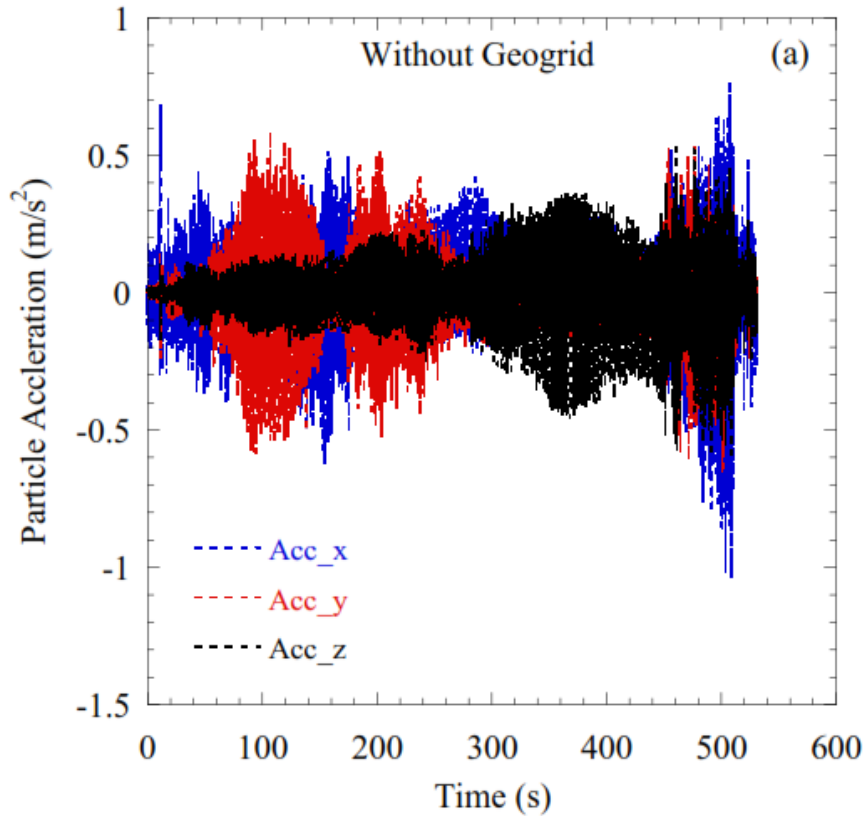 1
Without Geogrid (a)
0.5
0
-0.5
-1
-1.5
Particle Accleration (m/s²)
Acc_x
Acc_y
Acc_z
0 100 200 300 400 500 600
Time (s)